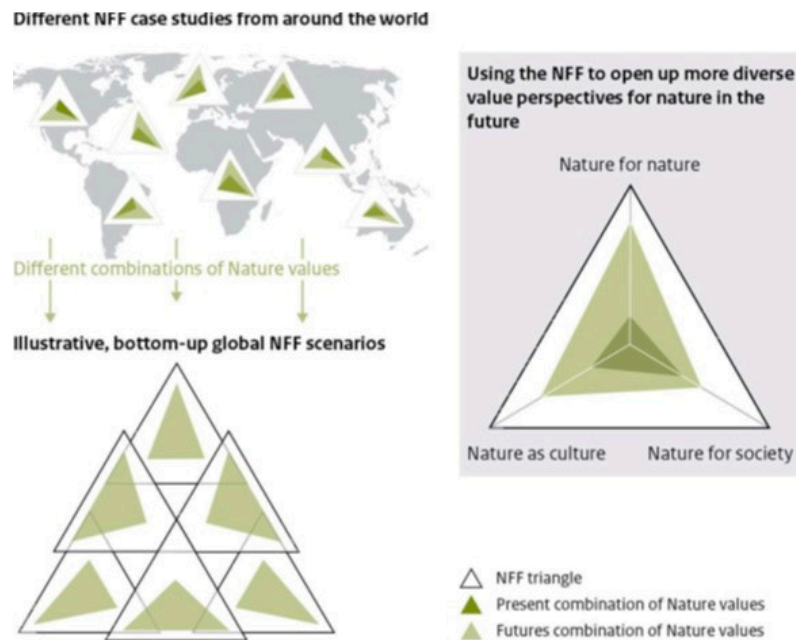 Different NFF case studies from around the world
Different combinations of Nature values
Illustrative, bottom-up global NFF scenarios
Using the NFF to open up more diverse
value perspectives for nature in the
future
Nature for nature
Nature as culture
Nature for society
NFF triangle
Present combination of Nature values
Futures combination of Nature values